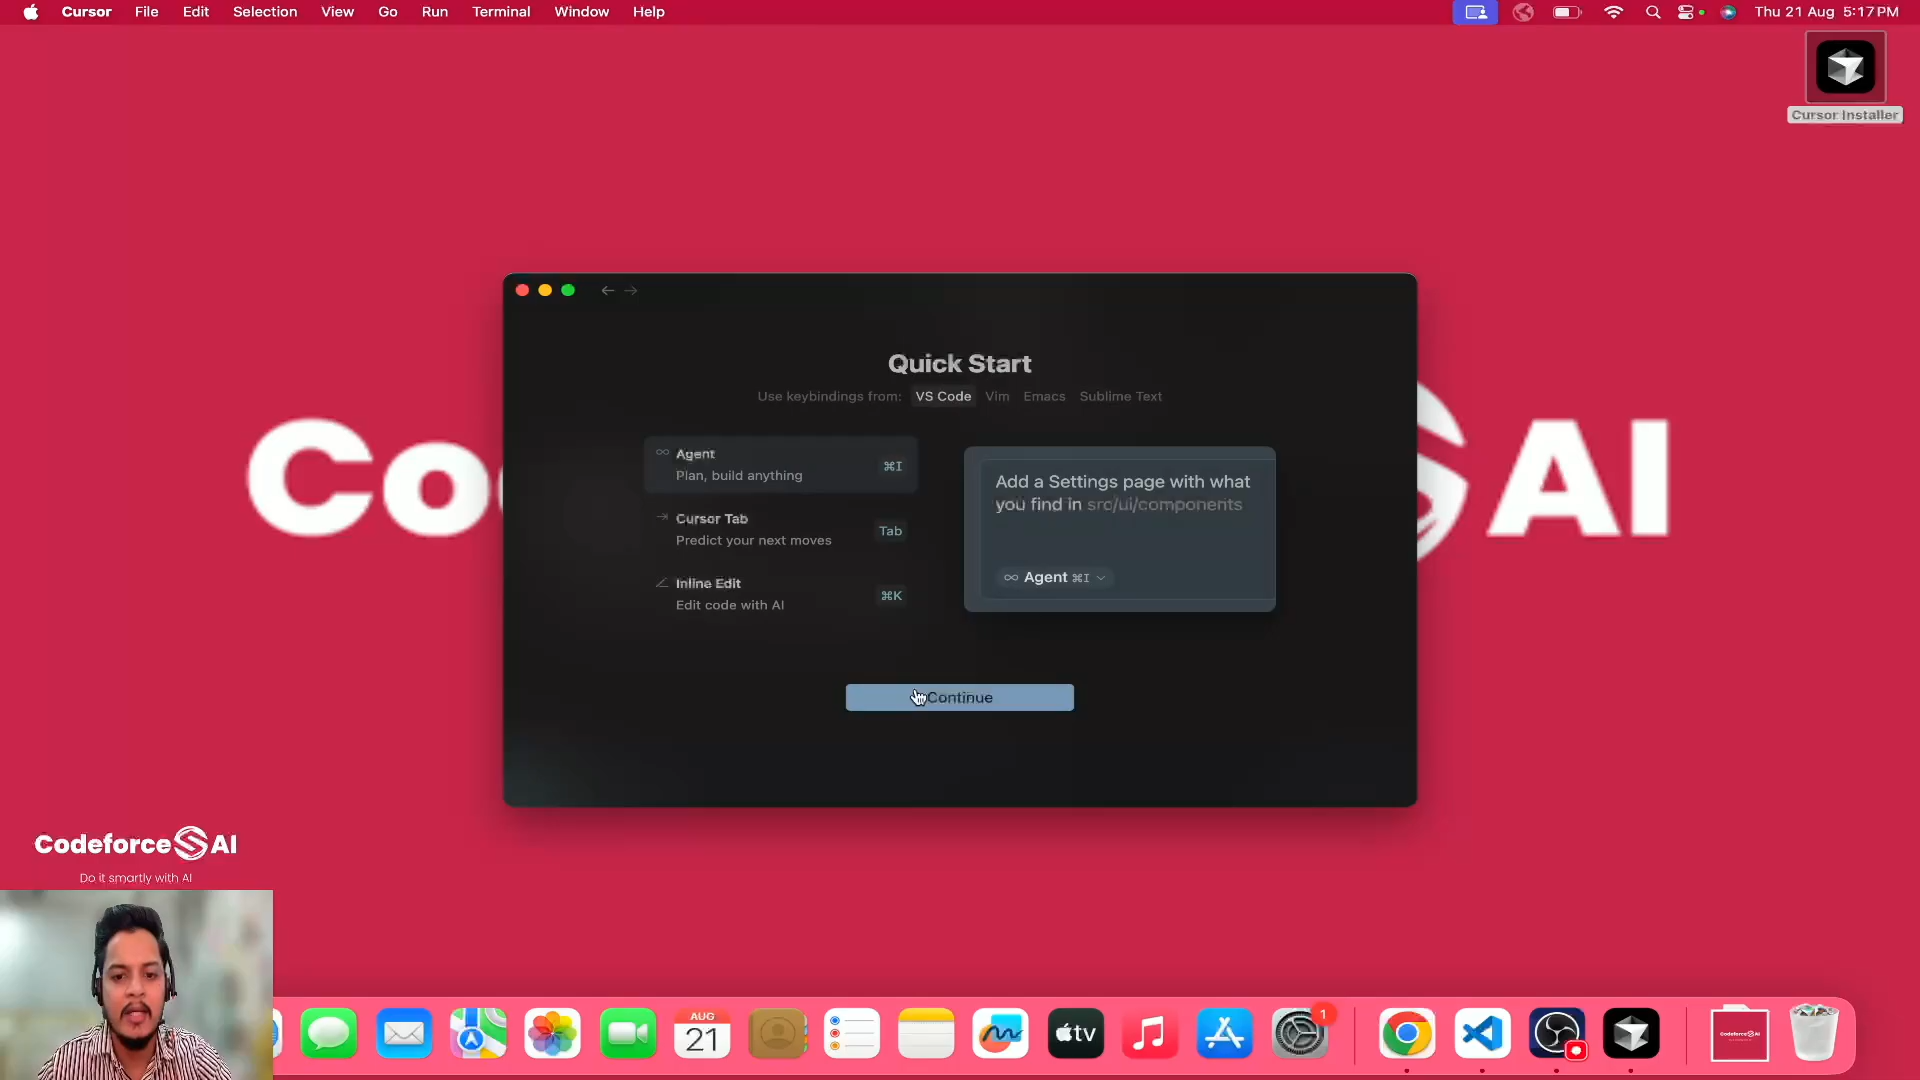 Cursor File Edit Selection View Go Run Terminal Window Help
Thu 21 Aug 5:17 PM
Cursor Installer
Quick Start
Use keybindings from: VS Code Vim Emacs Sublime Text
Agent
Plan, build anything
⌘I
Cursor Tab
Predict your next moves
Tab
Inline Edit
Edit code with AI
⌘K
Add a Settings page with what
you find in src/ui/components
Agent ⌘I
Continue
Co
AI
Codeforce AI
Do it smartly with AI
AUG
21
tv
1